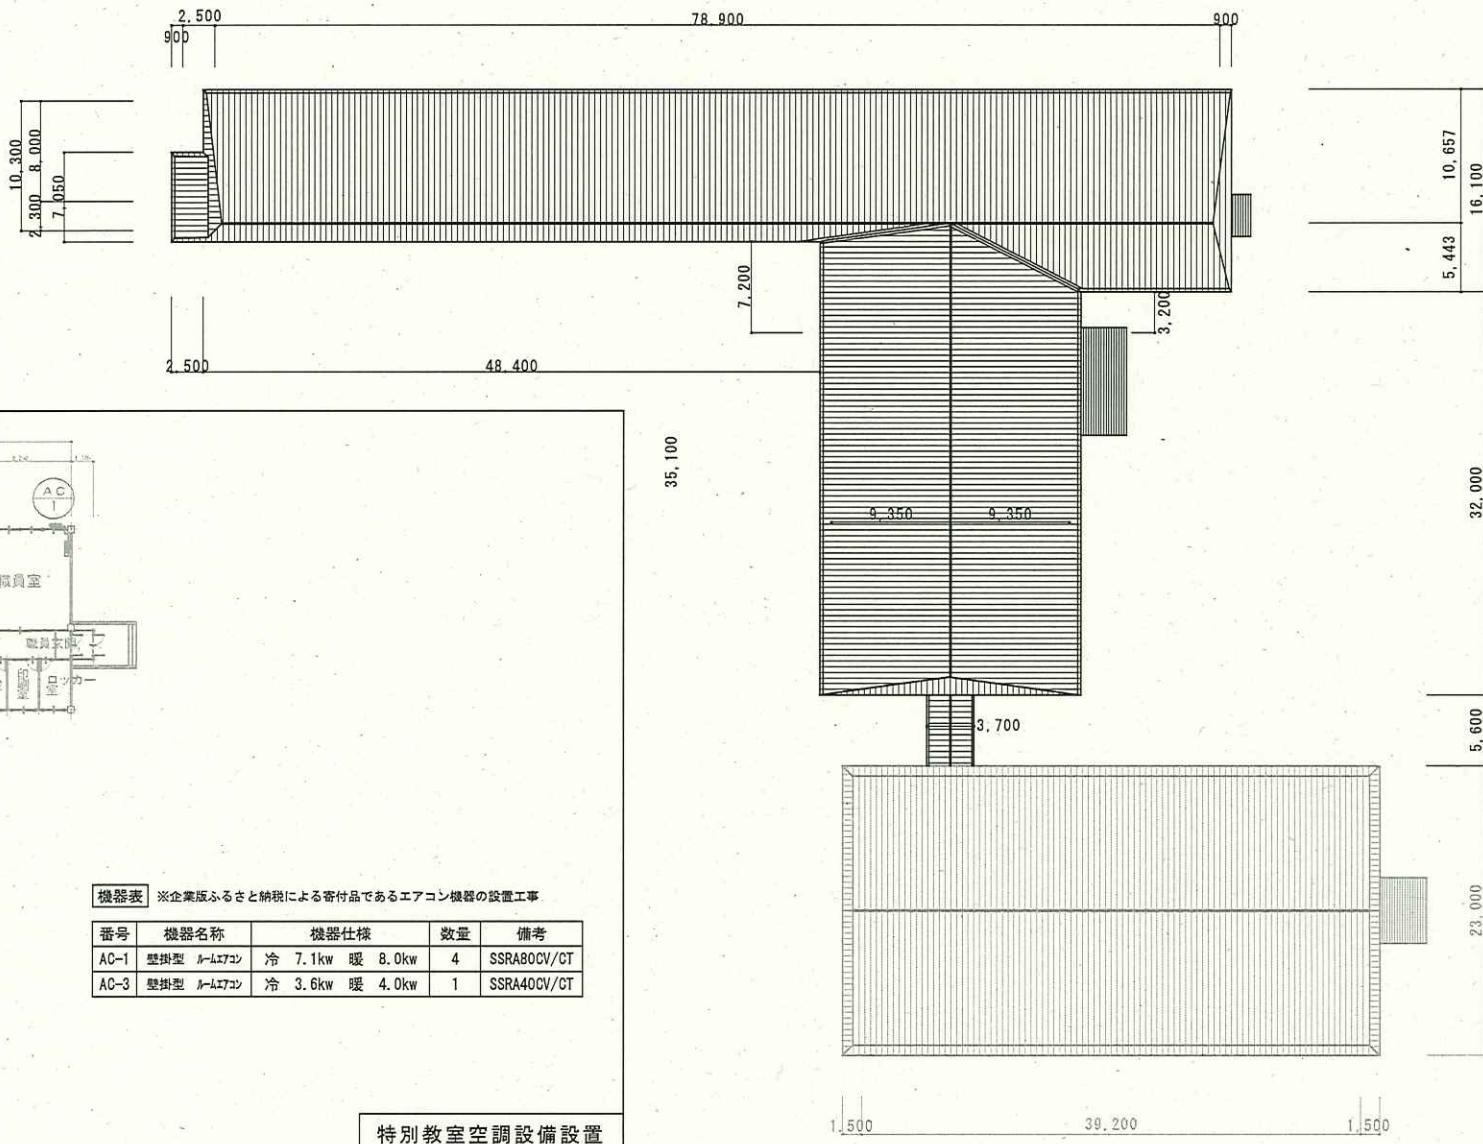 2,500
78,900
900
900
10,300
8,000
2,300
7,050
10,657
16,100
5,443
7,200
3,200
2,500
48,400
35,100
32,000
9,350
9,350
3,700
5,600
23,000
1,500
39,200
1,500
AC
1
職員室
職員玄関
印刷室
ロッカー
室
機器表 ※企業版ふるさと納税による寄付品であるエアコン機器の設置工事
番号 機器名称 機器仕様 数量 備考
AC-1 壁掛型 ルームエアコン 冷 7.1kw 暖 8.0kw 4 SSRA80CV/CT
AC-3 壁掛型 ルームエアコン 冷 3.6kw 暖 4.0kw 1 SSRA40CV/CT
特別教室空調設備設置